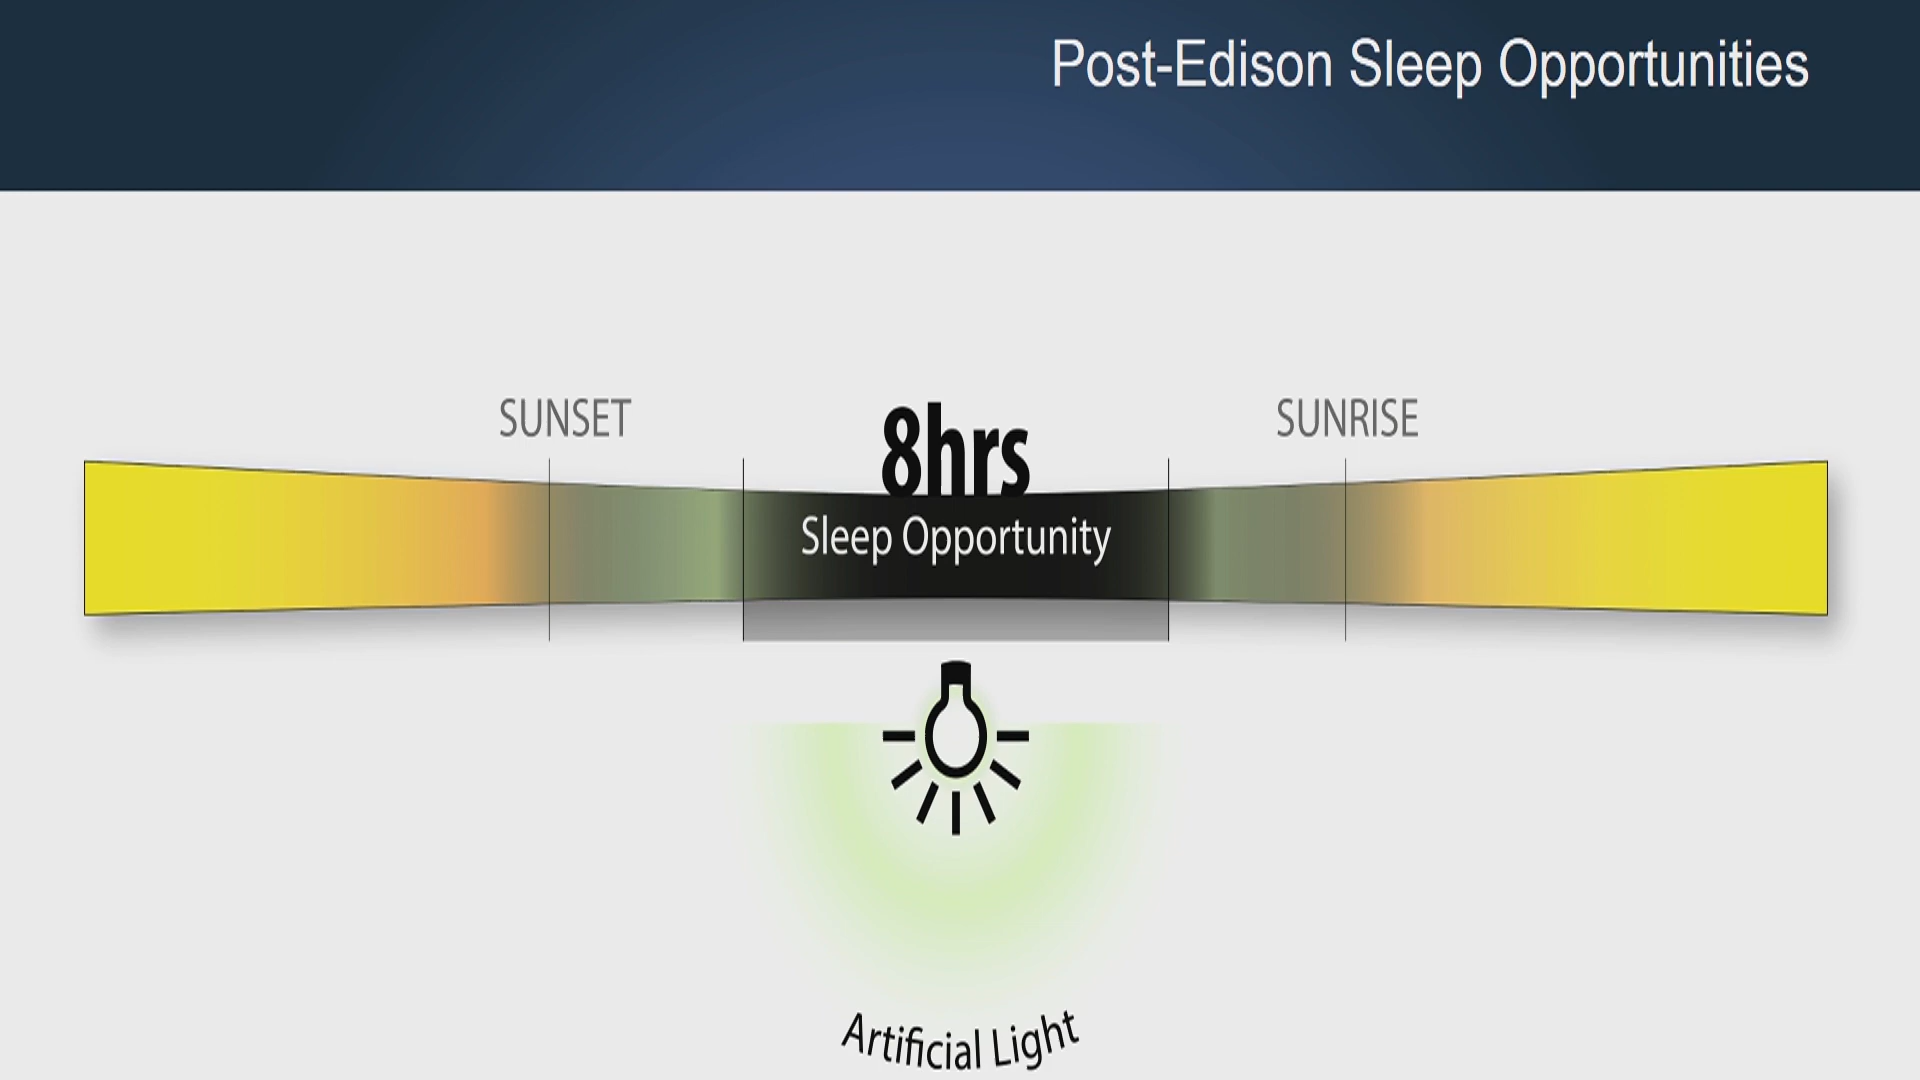 Post-Edison Sleep Opportunities
SUNSET
8hrs
SUNRISE
Sleep Opportunity
Artificial Light